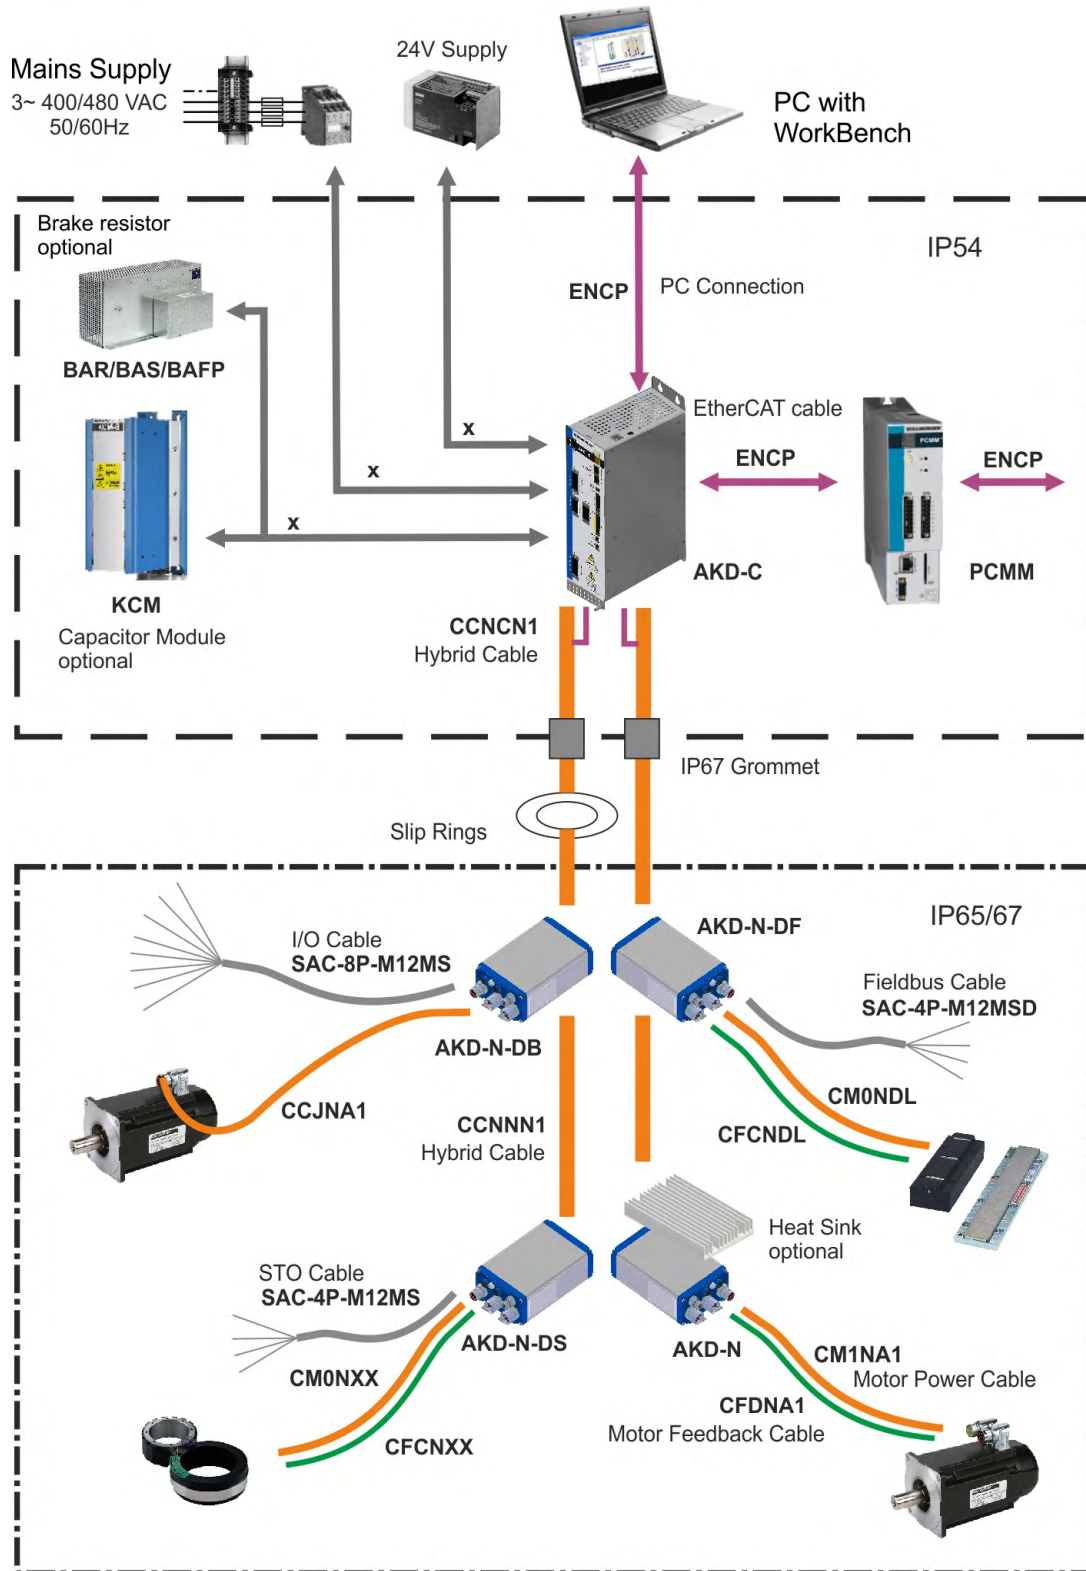 Mains Supply
3~ 400/480 VAC
50/60Hz
24V Supply
PC with
WorkBench
Brake resistor
optional
IP54
ENCP
PC Connection
BAR/BAS/BAFP
EtherCAT cable
x
ENCP
ENCP
x
x
PCMM
AKD-C
PCMM
KCM
Capacitor Module
optional
CCNCN1
Hybrid Cable
IP67 Grommet
Slip Rings
IP65/67
AKD-N-DF
I/O Cable
SAC-8P-M12MS
Fieldbus Cable
SAC-4P-M12MSD
AKD-N-DB
CCJNA1
CM0NDL
CCNNN1
Hybrid Cable
CFCNDL
Heat Sink
optional
STO Cable
SAC-4P-M12MS
AKD-N-DS
AKD-N
CM0NXX
CM1NA1
Motor Power Cable
CFDNA1
Motor Feedback Cable
CFCNXX